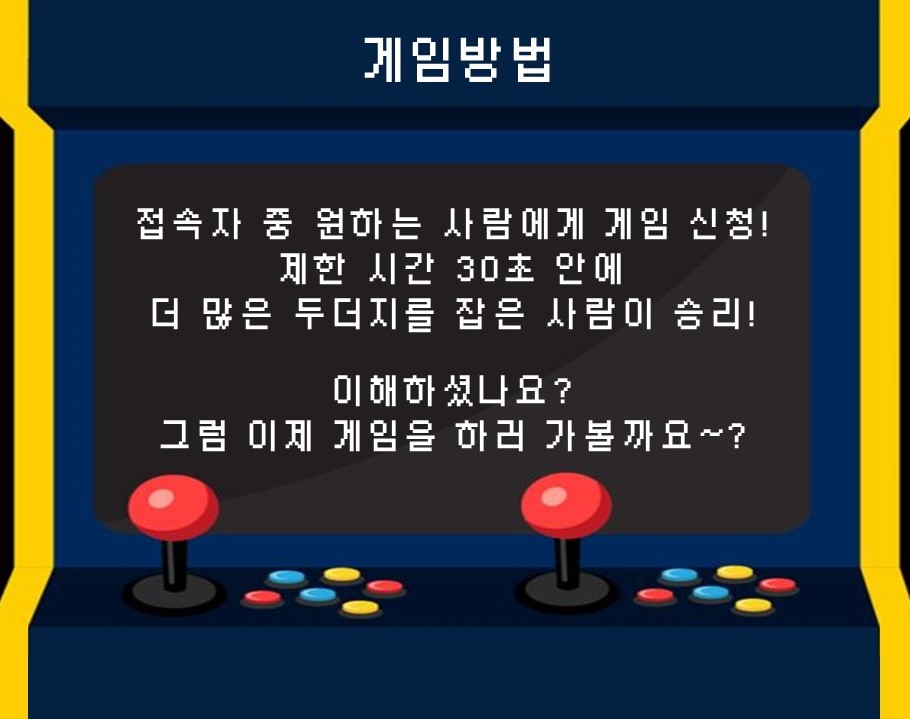 게임방법
접속자 중 원하는 사람에게 게임 신청!
제한 시간 30초 안에
더 많은 두더지를 잡은 사람이 승리!
이해하셨나요?
그럼 이제 게임을 하러 가볼까요~?